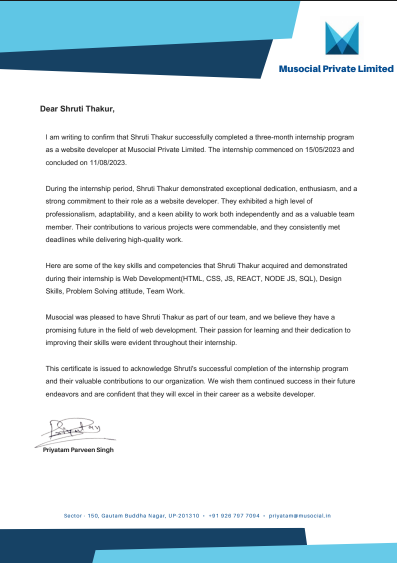 Musocial Private Limited
Dear Shruti Thakur,
I am writing to confirm that Shruti Thakur successfully completed a three-month internship program
as a website developer at Musocial Private Limited. The internship commenced on 15/05/2023 and
concluded on 11/08/2023.
During the internship period, Shruti Thakur demonstrated exceptional dedication, enthusiasm, and a
strong commitment to their role as a website developer. They exhibited a high level of
professionalism, adaptability, and a keen ability to work both independently and as a valuable team
member. Their contributions to various projects were commendable, and they consistently met
deadlines while delivering high-quality work.
Here are some of the key skills and competencies that Shruti Thakur acquired and demonstrated
during their internship is Web Development(HTML, CSS, JS, REACT, NODE JS, SQL), Design
Skills, Problem Solving attitude, Team Work.
Musocial was pleased to have Shruti Thakur as part of our team, and we believe they have a
promising future in the field of web development. Their passion for learning and their dedication to
improving their skills were evident throughout their internship.
This certificate is issued to acknowledge Shruti's successful completion of the internship program
and their valuable contributions to our organization. We wish them continued success in their future
endeavors and are confident that they will excel in their career as a website developer.
Priyatam Parveen Singh
Sector - 150, Gautam Buddha Nagar, UP-201310 • +91 926 797 7094 • priyatam@musocial.in